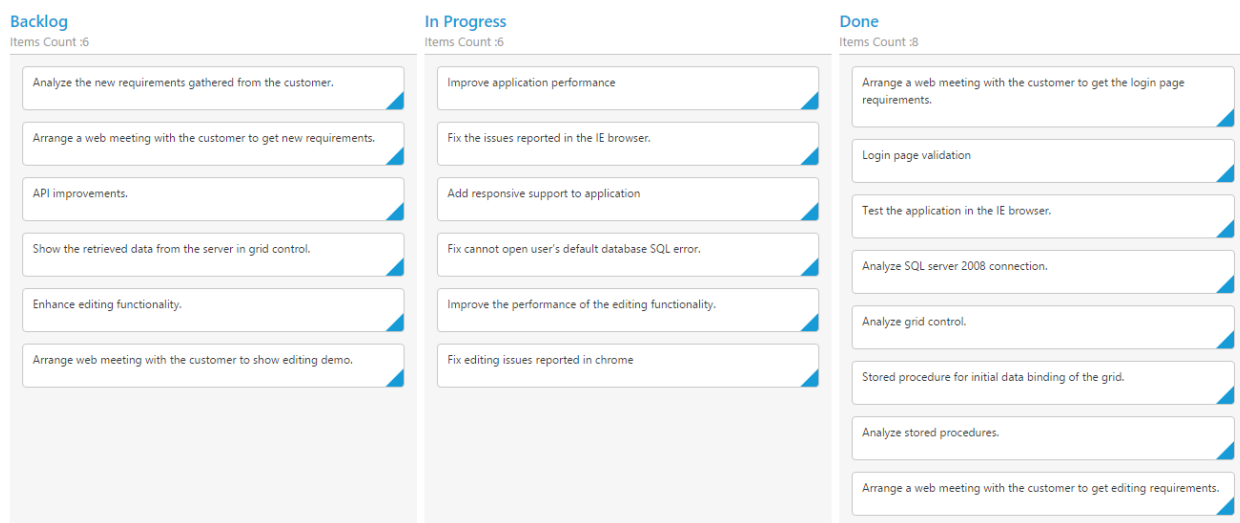 Backlog
Items Count :6
Analyze the new requirements gathered from the customer.
Arrange a web meeting with the customer to get new requirements.
API improvements.
Show the retrieved data from the server in grid control.
Enhance editing functionality.
Arrange web meeting with the customer to show editing demo.
In Progress
Items Count :6
Improve application performance
Fix the issues reported in the IE browser.
Add responsive support to application
Fix cannot open user's default database SQL error.
Improve the performance of the editing functionality.
Fix editing issues reported in chrome
Done
Items Count :8
Arrange a web meeting with the customer to get the login page
requirements.
Login page validation
Test the application in the IE browser.
Analyze SQL server 2008 connection.
Analyze grid control.
Stored procedure for initial data binding of the grid.
Analyze stored procedures.
Arrange a web meeting with the customer to get editing requirements.